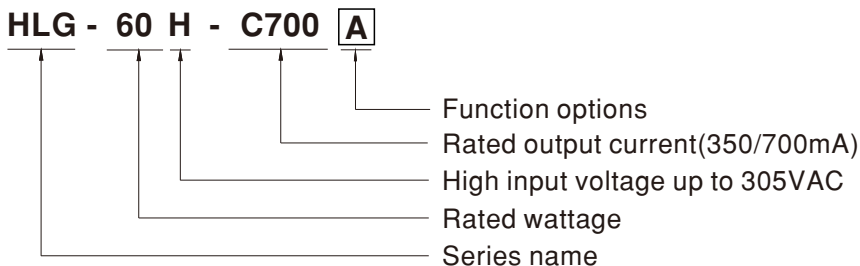 HLG - 60 H - C700 A
Function options
Rated output current(350/700mA)
High input voltage up to 305VAC
Rated wattage
Series name